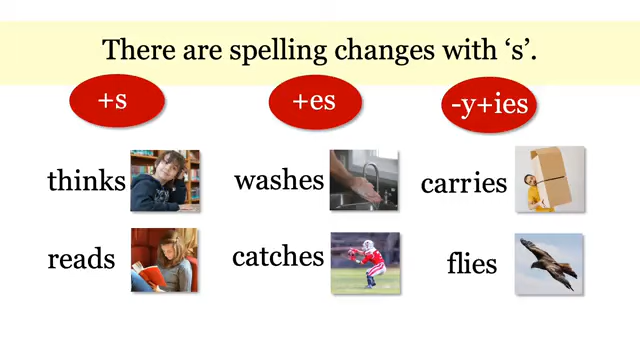 There are spelling changes with ‘s’.
+s +es -y+ies
thinks washes carries
reads catches flies